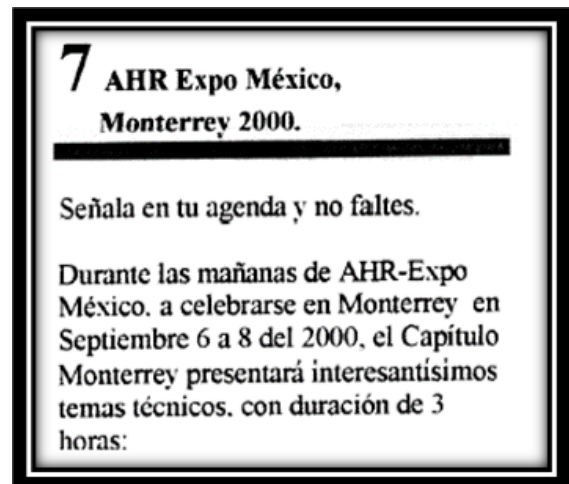 7 AHR Expo México,
Monterrey 2000.
Señala en tu agenda y no faltes.
Durante las mañanas de AHR-Expo
México. a celebrarse en Monterrey en
Septiembre 6 a 8 del 2000, el Capítulo
Monterrey presentará interesantísimos
temas técnicos. con duración de 3
horas: